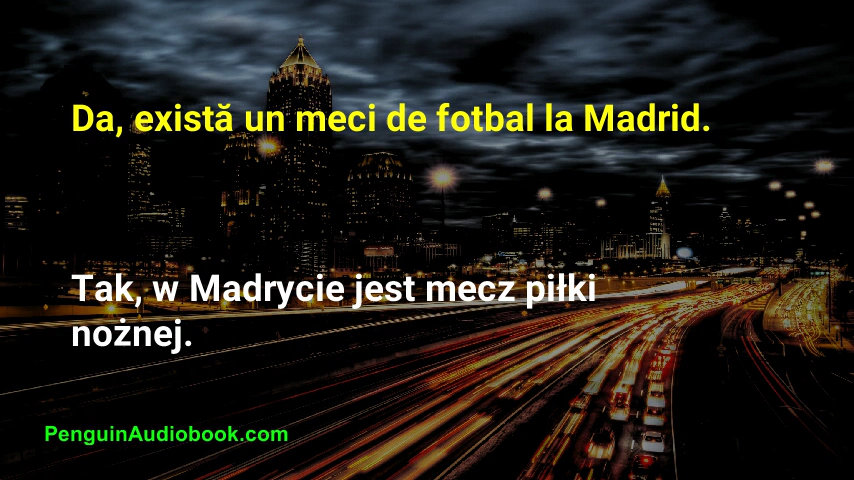 Da, există un meci de fotbal la Madrid.
Tak, w Madrycie jest mecz piłki
nożnej.
PenguinAudiobook.com